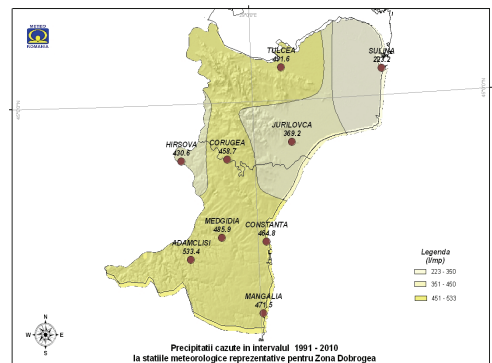 METEO
ROMANIA
TULCEA
491.6
SULINA
223.2
JURILOVCA
369.2
HIRSOVA
430.6
CORUGEA
458.7
MEDGIDIA
485.9
CONSTANTA
464.8
ADAMCLISI
533.4
MANGALIA
471.5
Legenda
(l/mp)
223 - 350
351 - 450
451 - 533
N
W
E
S
Precipitatii cazute in intervalul 1991 - 2010
la statiile meteorologice reprezentative pentru Zona Dobrogea